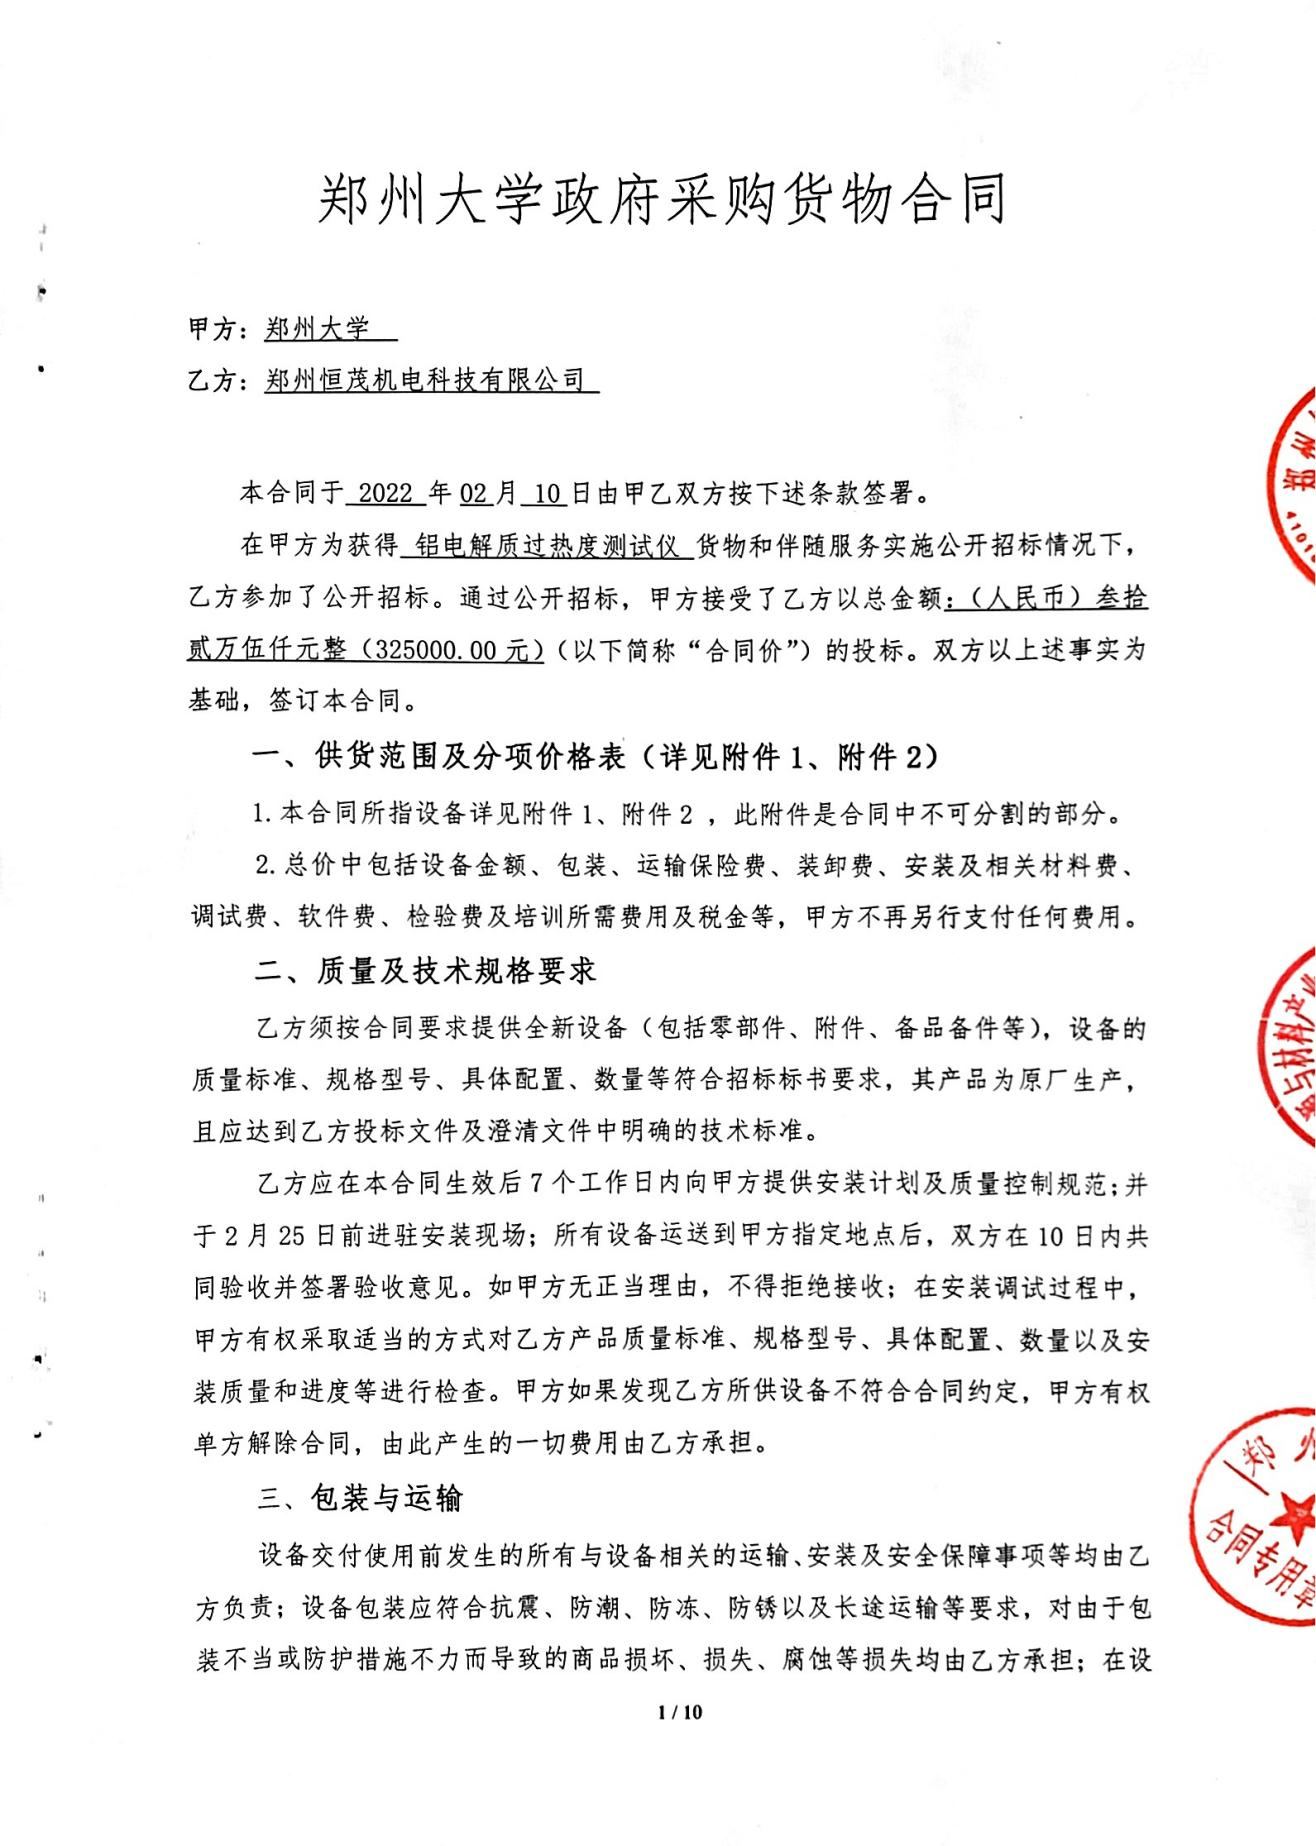 郑州大学政府采购货物合同
甲方：郑州大学
乙方：郑州恒茂机电科技有限公司
本合同于 2022 年 02 月 10 日由甲乙双方按下述条款签署。
在甲方为获得 铝电解质过热度测试仪 货物和伴随服务实施公开招标情况下，
乙方参加了公开招标。通过公开招标，甲方接受了乙方以总金额：（人民币）叁拾
贰万伍仟元整（325000.00 元）（以下简称“合同价”）的投标。双方以上述事实为
基础，签订本合同。
一、供货范围及分项价格表（详见附件 1、附件 2）
1.本合同所指设备详见附件 1、附件 2 ，此附件是合同中不可分割的部分。
2.总价中包括设备金额、包装、运输保险费、装卸费、安装及相关材料费、
调试费、软件费、检验费及培训所需费用及税金等，甲方不再另行支付任何费用。
二、质量及技术规格要求
乙方须按合同要求提供全新设备（包括零部件、附件、备品备件等），设备的
质量标准、规格型号、具体配置、数量等符合招标标书要求，其产品为原厂生产，
且应达到乙方投标文件及澄清文件中明确的技术标准。
乙方应在本合同生效后 7 个工作日内向甲方提供安装计划及质量控制规范；并
于 2 月 25 日前进驻安装现场；所有设备运送到甲方指定地点后，双方在 10 日内共
同验收并签署验收意见。如甲方无正当理由，不得拒绝接收；在安装调试过程中，
甲方有权采取适当的方式对乙方产品质量标准、规格型号、具体配置、数量以及安
装质量和进度等进行检查。甲方如果发现乙方所供设备不符合合同约定，甲方有权
单方解除合同，由此产生的一切费用由乙方承担。
三、包装与运输
设备交付使用前发生的所有与设备相关的运输、安装及安全保障事项等均由乙
方负责；设备包装应符合抗震、防潮、防冻、防锈以及长途运输等要求，对由于包
装不当或防护措施不力而导致的商品损坏、损失、腐蚀等损失均由乙方承担；在设
1 / 10
郑州
与材料产业
郑州
合同专用章